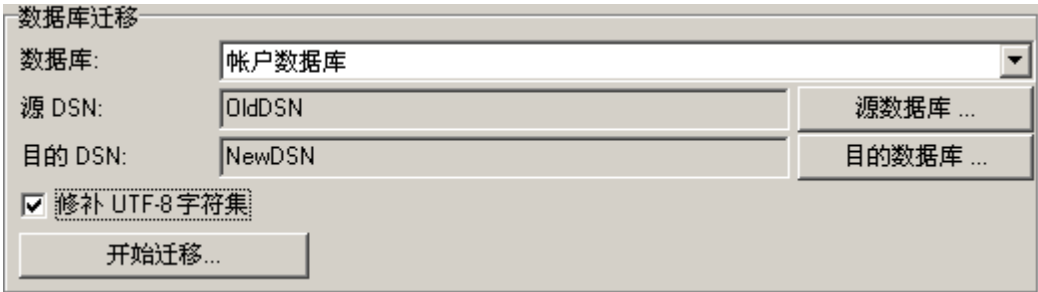 数据库迁移
数据库: 帐户数据库
源 DSN: OldDSN 源数据库 ...
目的 DSN: NewDSN 目的数据库 ...
修补 UTF-8 字符集
开始迁移...